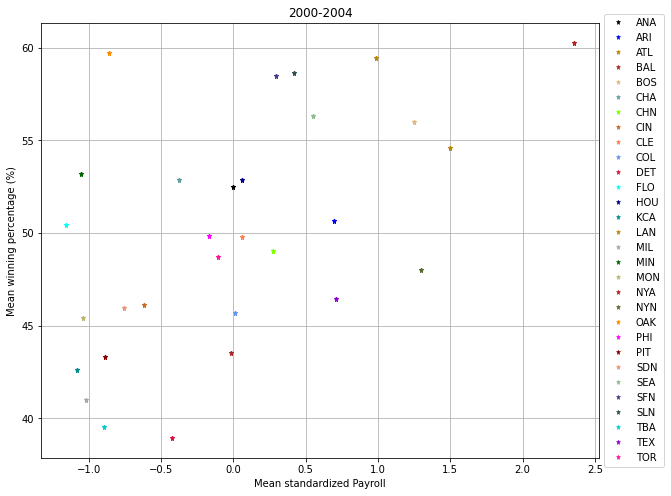 2000-2004
Mean winning percentage (%)
60
55
50
45
40
−1.0 −0.5 0.0 0.5 1.0 1.5 2.0 2.5
Mean standardized Payroll
ANA
ARI
ATL
BAL
BOS
CHA
CHN
CIN
CLE
COL
DET
FLO
HOU
KCA
LAN
MIL
MIN
MON
NYA
NYN
OAK
PHI
PIT
SDN
SEA
SFN
SLN
TBA
TEX
TOR